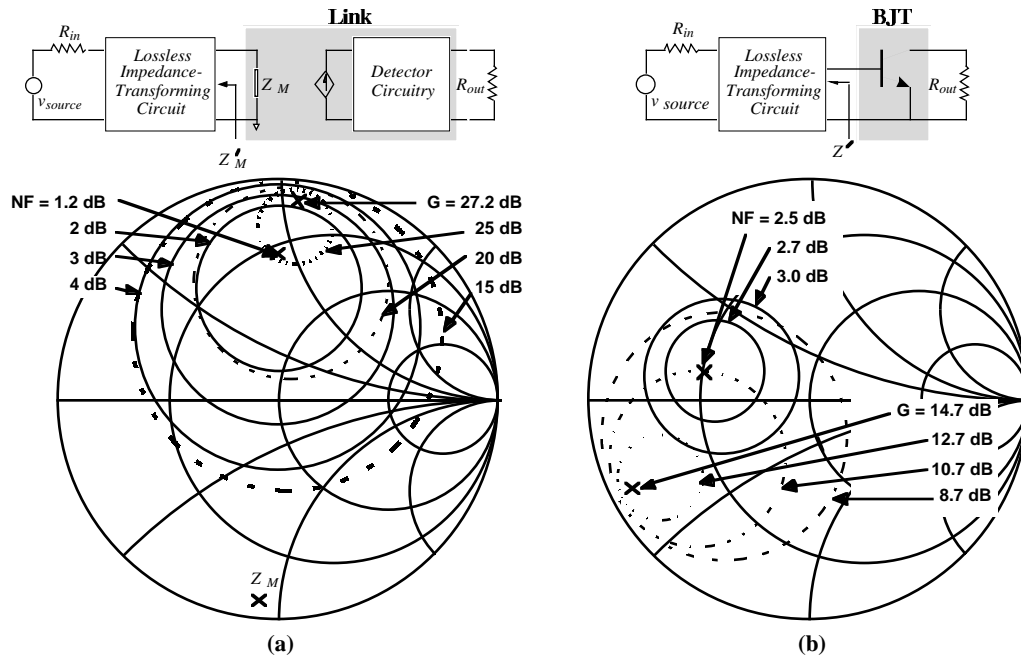 Link
R_in
v_source
Lossless
Impedance-
Transforming
Circuit
Z_M
Detector
Circuitry
R_out
Z'_M
NF = 1.2 dB
2 dB
3 dB
4 dB
G = 27.2 dB
25 dB
20 dB
15 dB
Z_M
(a)
BJT
R_in
v source
Lossless
Impedance-
Transforming
Circuit
R_out
Z'
NF = 2.5 dB
2.7 dB
3.0 dB
G = 14.7 dB
12.7 dB
10.7 dB
8.7 dB
(b)